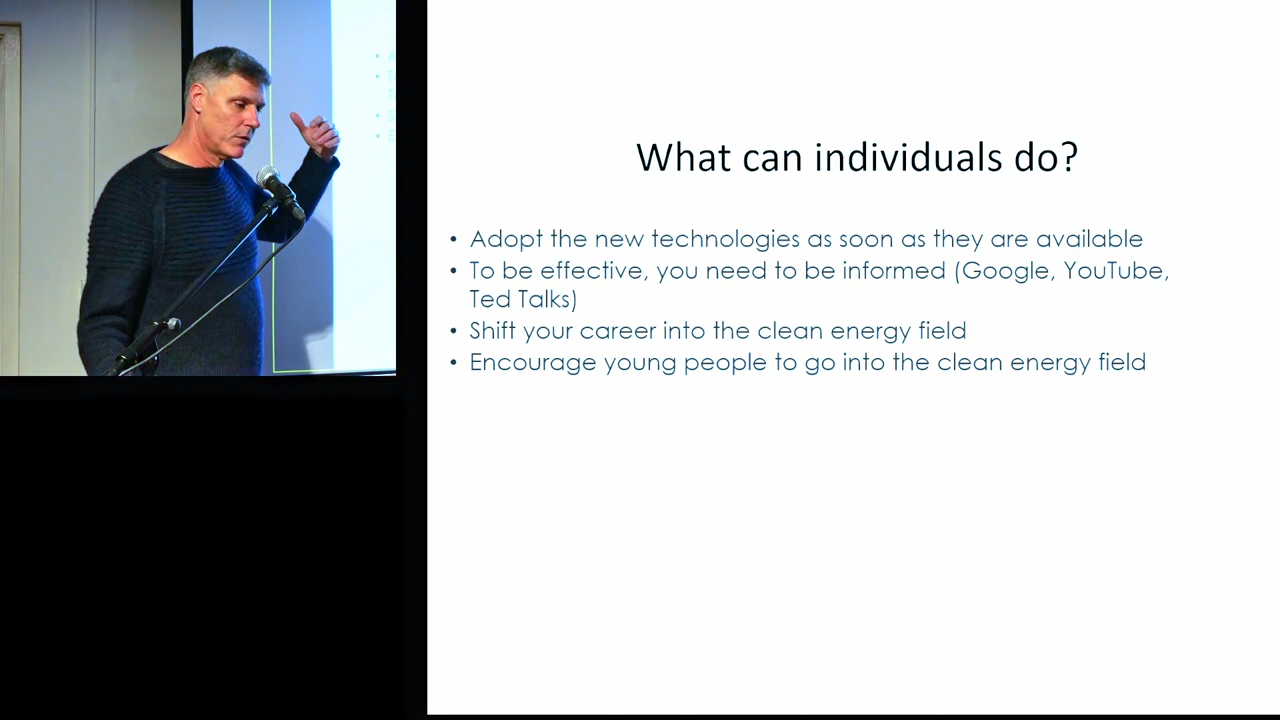 What can individuals do?
• Adopt the new technologies as soon as they are available
• To be effective, you need to be informed (Google, YouTube,
Ted Talks)
• Shift your career into the clean energy field
• Encourage young people to go into the clean energy field